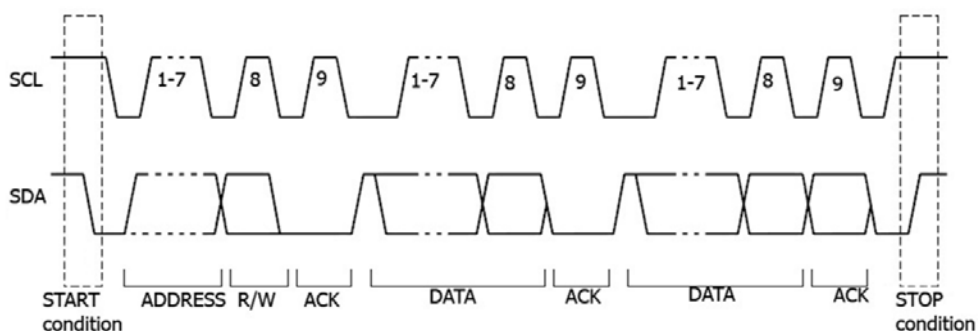 SCL
1-7 8 9 1-7 8 9 1-7 8 9
SDA
START
condition
ADDRESS R/W ACK DATA ACK DATA ACK
STOP
condition